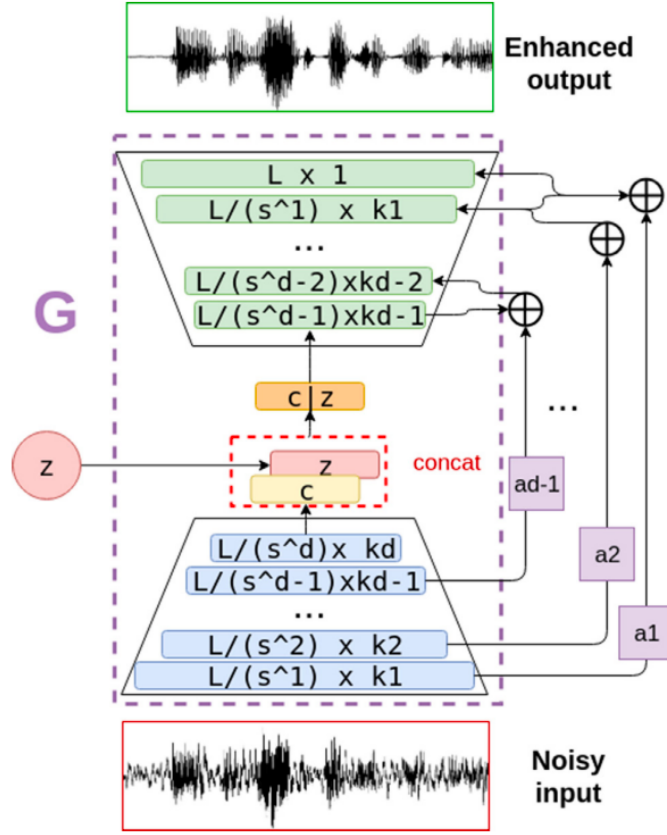 Enhanced
output
L x 1
L/(s^1) x k1
...
L/(s^d-2)xkd-2
L/(s^d-1)xkd-1
G
c|z
...
z
z
concat
c
ad-1
L/(s^d)x kd
L/(s^d-1)xkd-1
a2
...
a1
L/(s^2) x k2
L/(s^1) x k1
Noisy
input